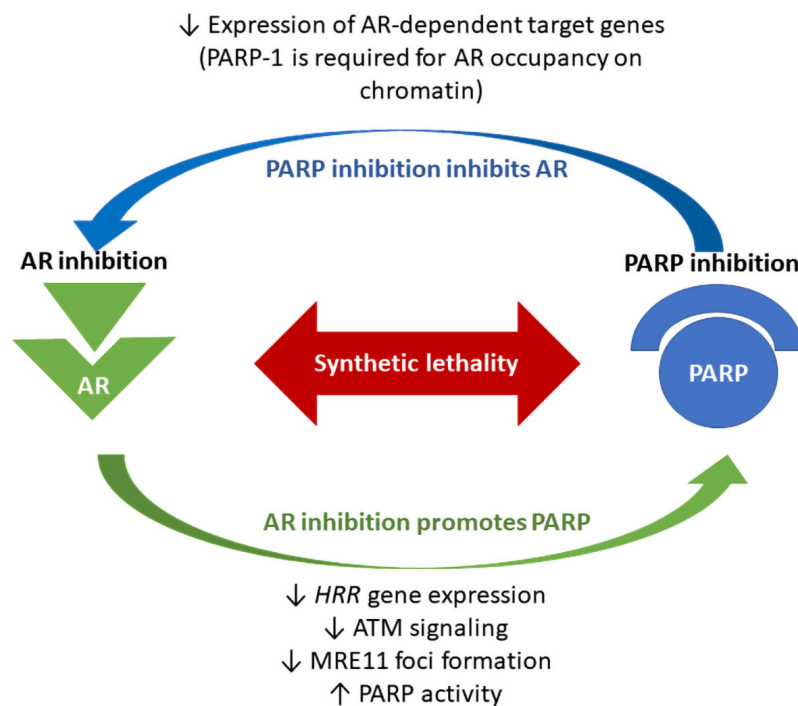 ↓ Expression of AR-dependent target genes
(PARP-1 is required for AR occupancy on
chromatin)
PARP inhibition inhibits AR
AR inhibition
PARP inhibition
Synthetic lethality
AR
PARP
AR inhibition promotes PARP
↓ HRR gene expression
↓ ATM signaling
↓ MRE11 foci formation
↑ PARP activity